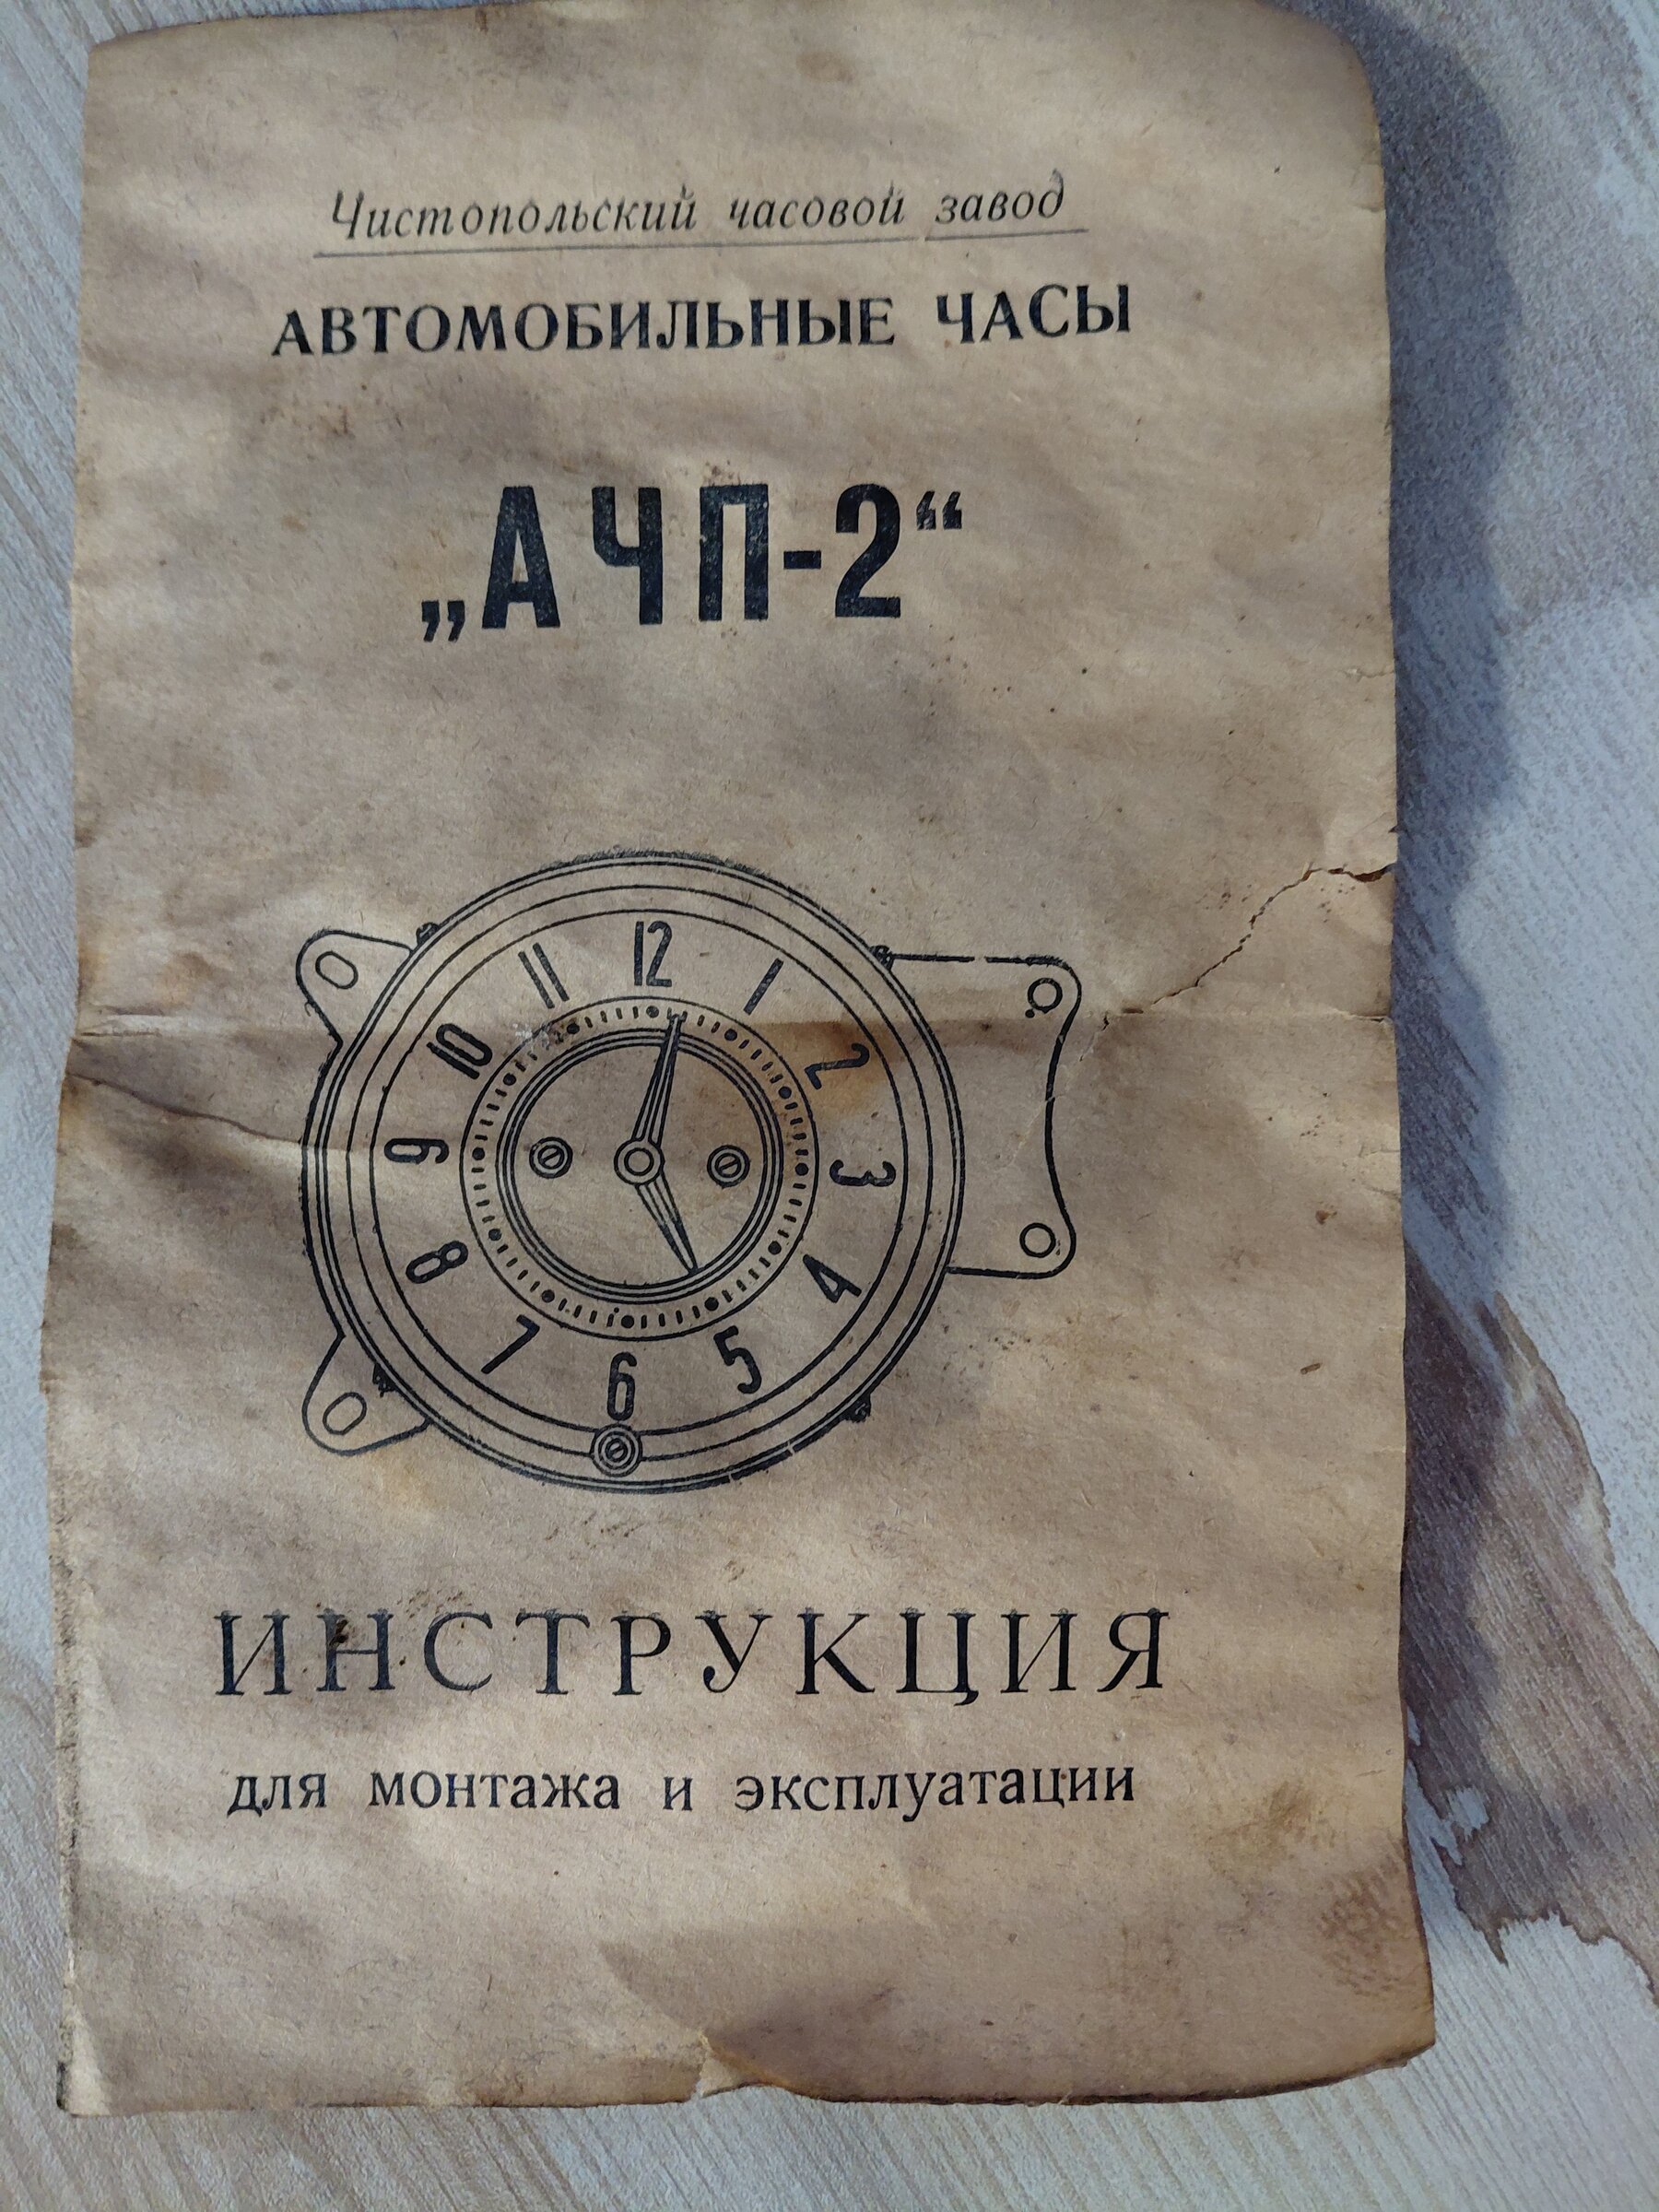 Чистопольский часовой завод
АВТОМОБИЛЬНЫЕ ЧАСЫ
„АЧП-2“
12
1
2
3
4
5
6
7
8
9
10
11
ИНСТРУКЦИЯ
для монтажа и эксплуатации